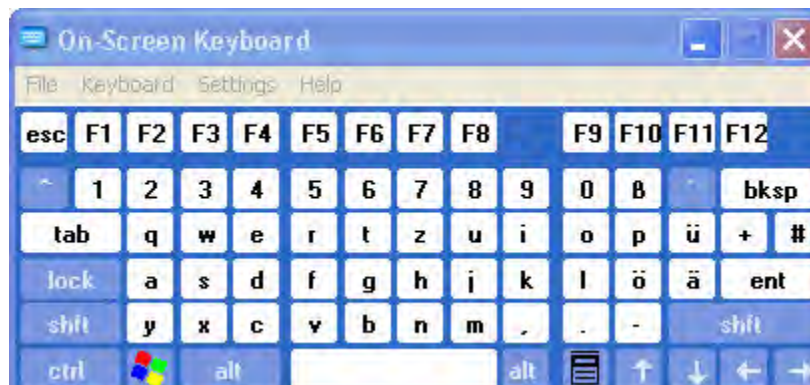 On-Screen Keyboard
File Keyboard Settings Help
esc F1 F2 F3 F4 F5 F6 F7 F8 F9 F10 F11 F12
^ 1 2 3 4 5 6 7 8 9 0 ß ´ bksp
tab q w e r t z u i o p ü + #
lock a s d f g h j k l ö ä ent
shft y x c v b n m , . - shft
ctrl alt alt ↑ ↓ ← →